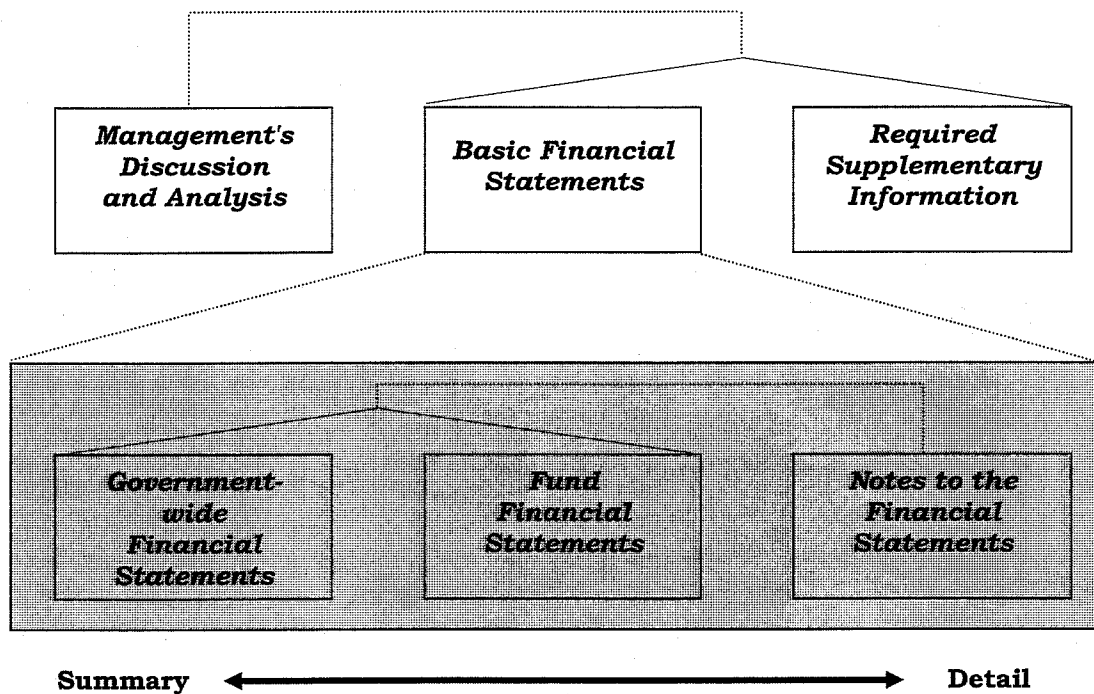 Management's
Discussion
and Analysis
Basic Financial
Statements
Required
Supplementary
Information
Government-
wide
Financial
Statements
Fund
Financial
Statements
Notes to the
Financial
Statements
Summary
Detail